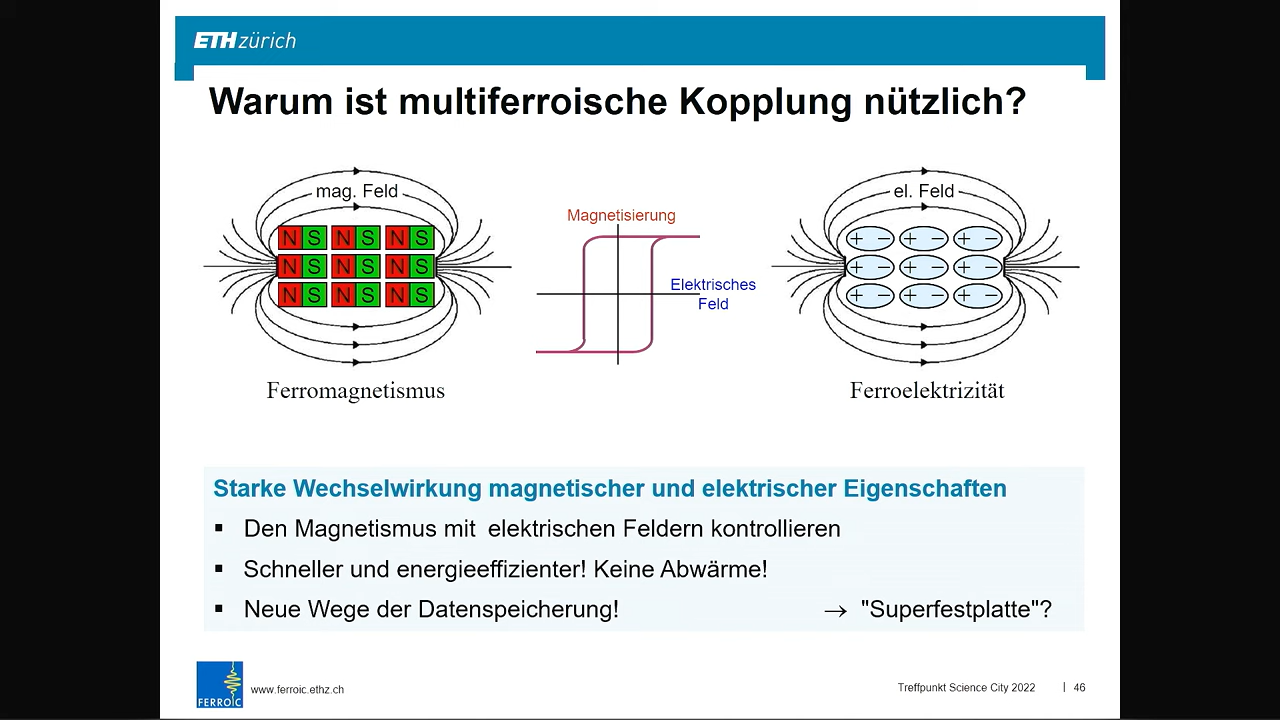 ETH zürich
Warum ist multiferroische Kopplung nützlich?
mag. Feld
N S N S N S
N S N S N S
N S N S N S
Ferromagnetismus
Magnetisierung
Elektrisches
Feld
el. Feld
+ − + − + −
+ − + − + −
+ − + − + −
Ferroelektrizität
Starke Wechselwirkung magnetischer und elektrischer Eigenschaften
▪ Den Magnetismus mit elektrischen Feldern kontrollieren
▪ Schneller und energieeffizienter! Keine Abwärme!
▪ Neue Wege der Datenspeicherung! → "Superfestplatte"?
FERROIC
www.ferroic.ethz.ch
Treffpunkt Science City 2022 | 46